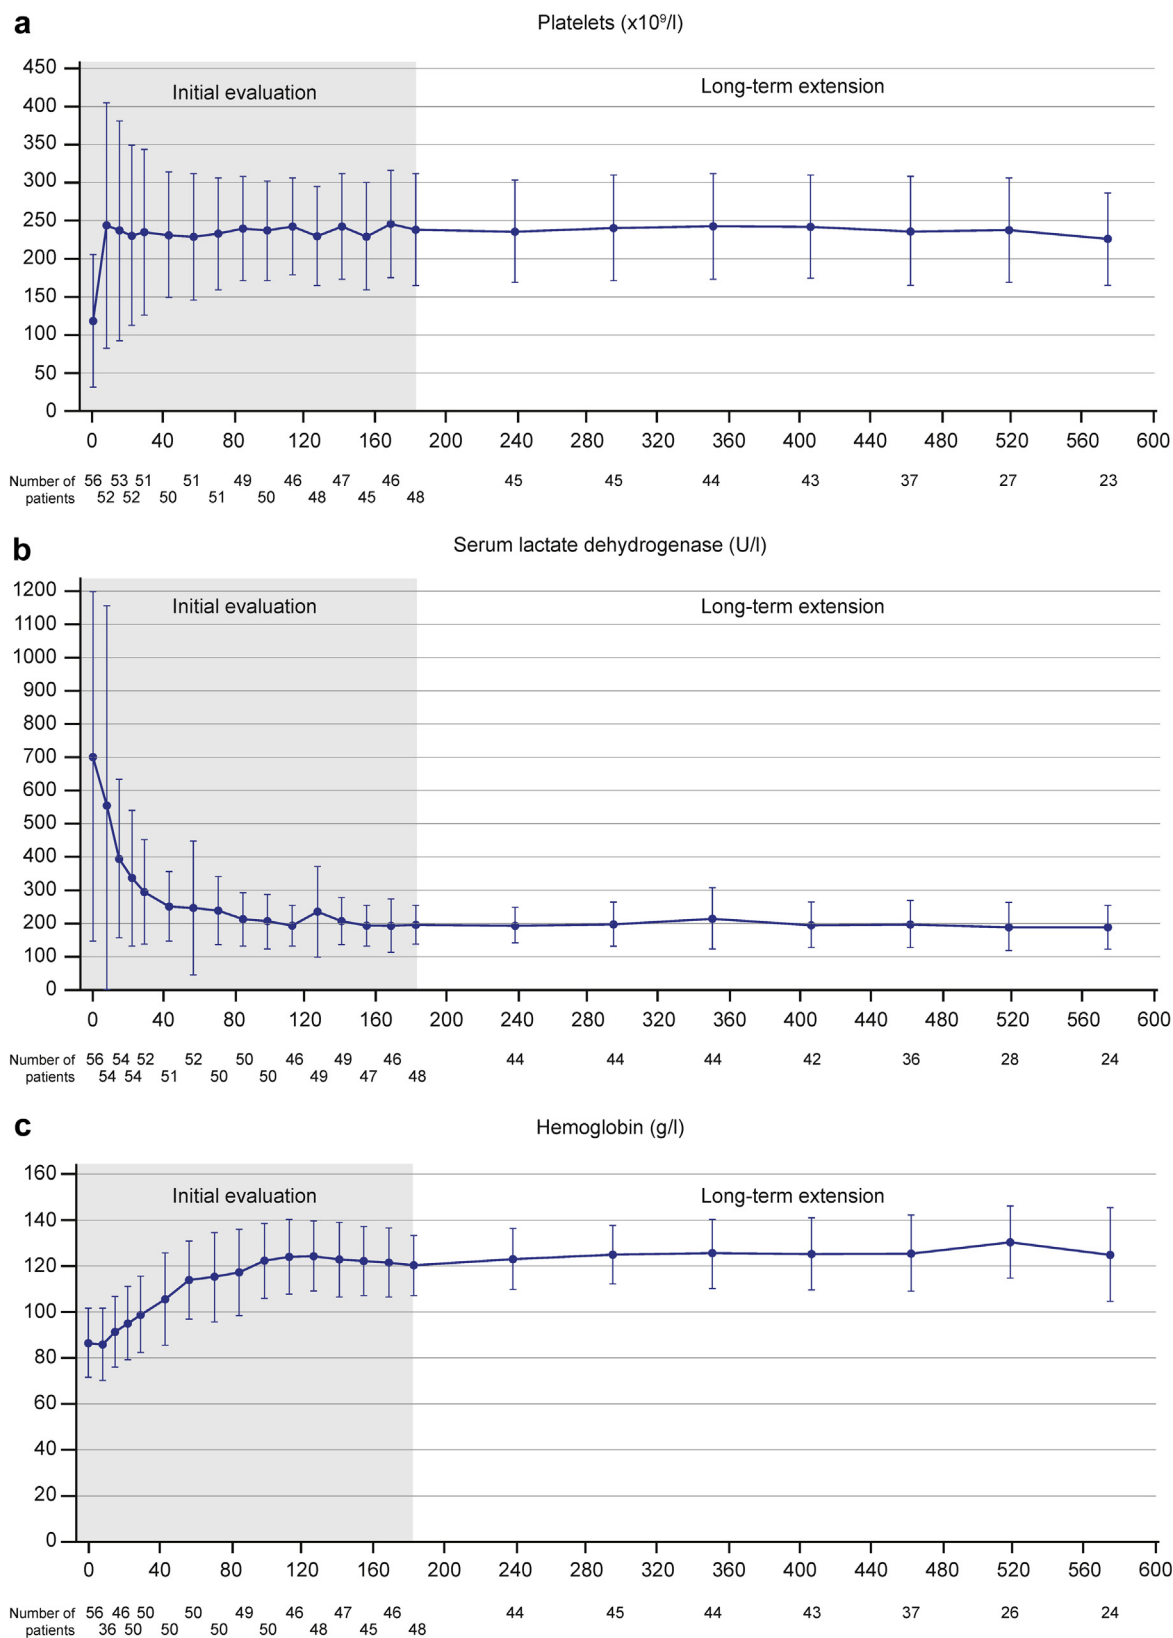 a
Platelets (x10⁹/l)
450
400
350
300
250
200
150
100
50
0
Initial evaluation
Long-term extension
0 40 80 120 160 200 240 280 320 360 400 440 480 520 560 600
Number of 56 53 51 51 49 46 47 46 45 45 44 43 37 27 23
patients 52 52 50 51 50 48 45 48
b
Serum lactate dehydrogenase (U/l)
1200
1100
1000
900
800
700
600
500
400
300
200
100
0
Initial evaluation
Long-term extension
0 40 80 120 160 200 240 280 320 360 400 440 480 520 560 600
Number of 56 54 52 52 50 46 49 46 44 44 44 42 36 28 24
patients 54 54 51 50 50 49 47 48
c
Hemoglobin (g/l)
160
140
120
100
80
60
40
20
0
Initial evaluation
Long-term extension
0 40 80 120 160 200 240 280 320 360 400 440 480 520 560 600
Number of 56 46 50 50 49 46 47 46 44 45 44 43 37 26 24
patients 36 50 50 50 50 48 45 48